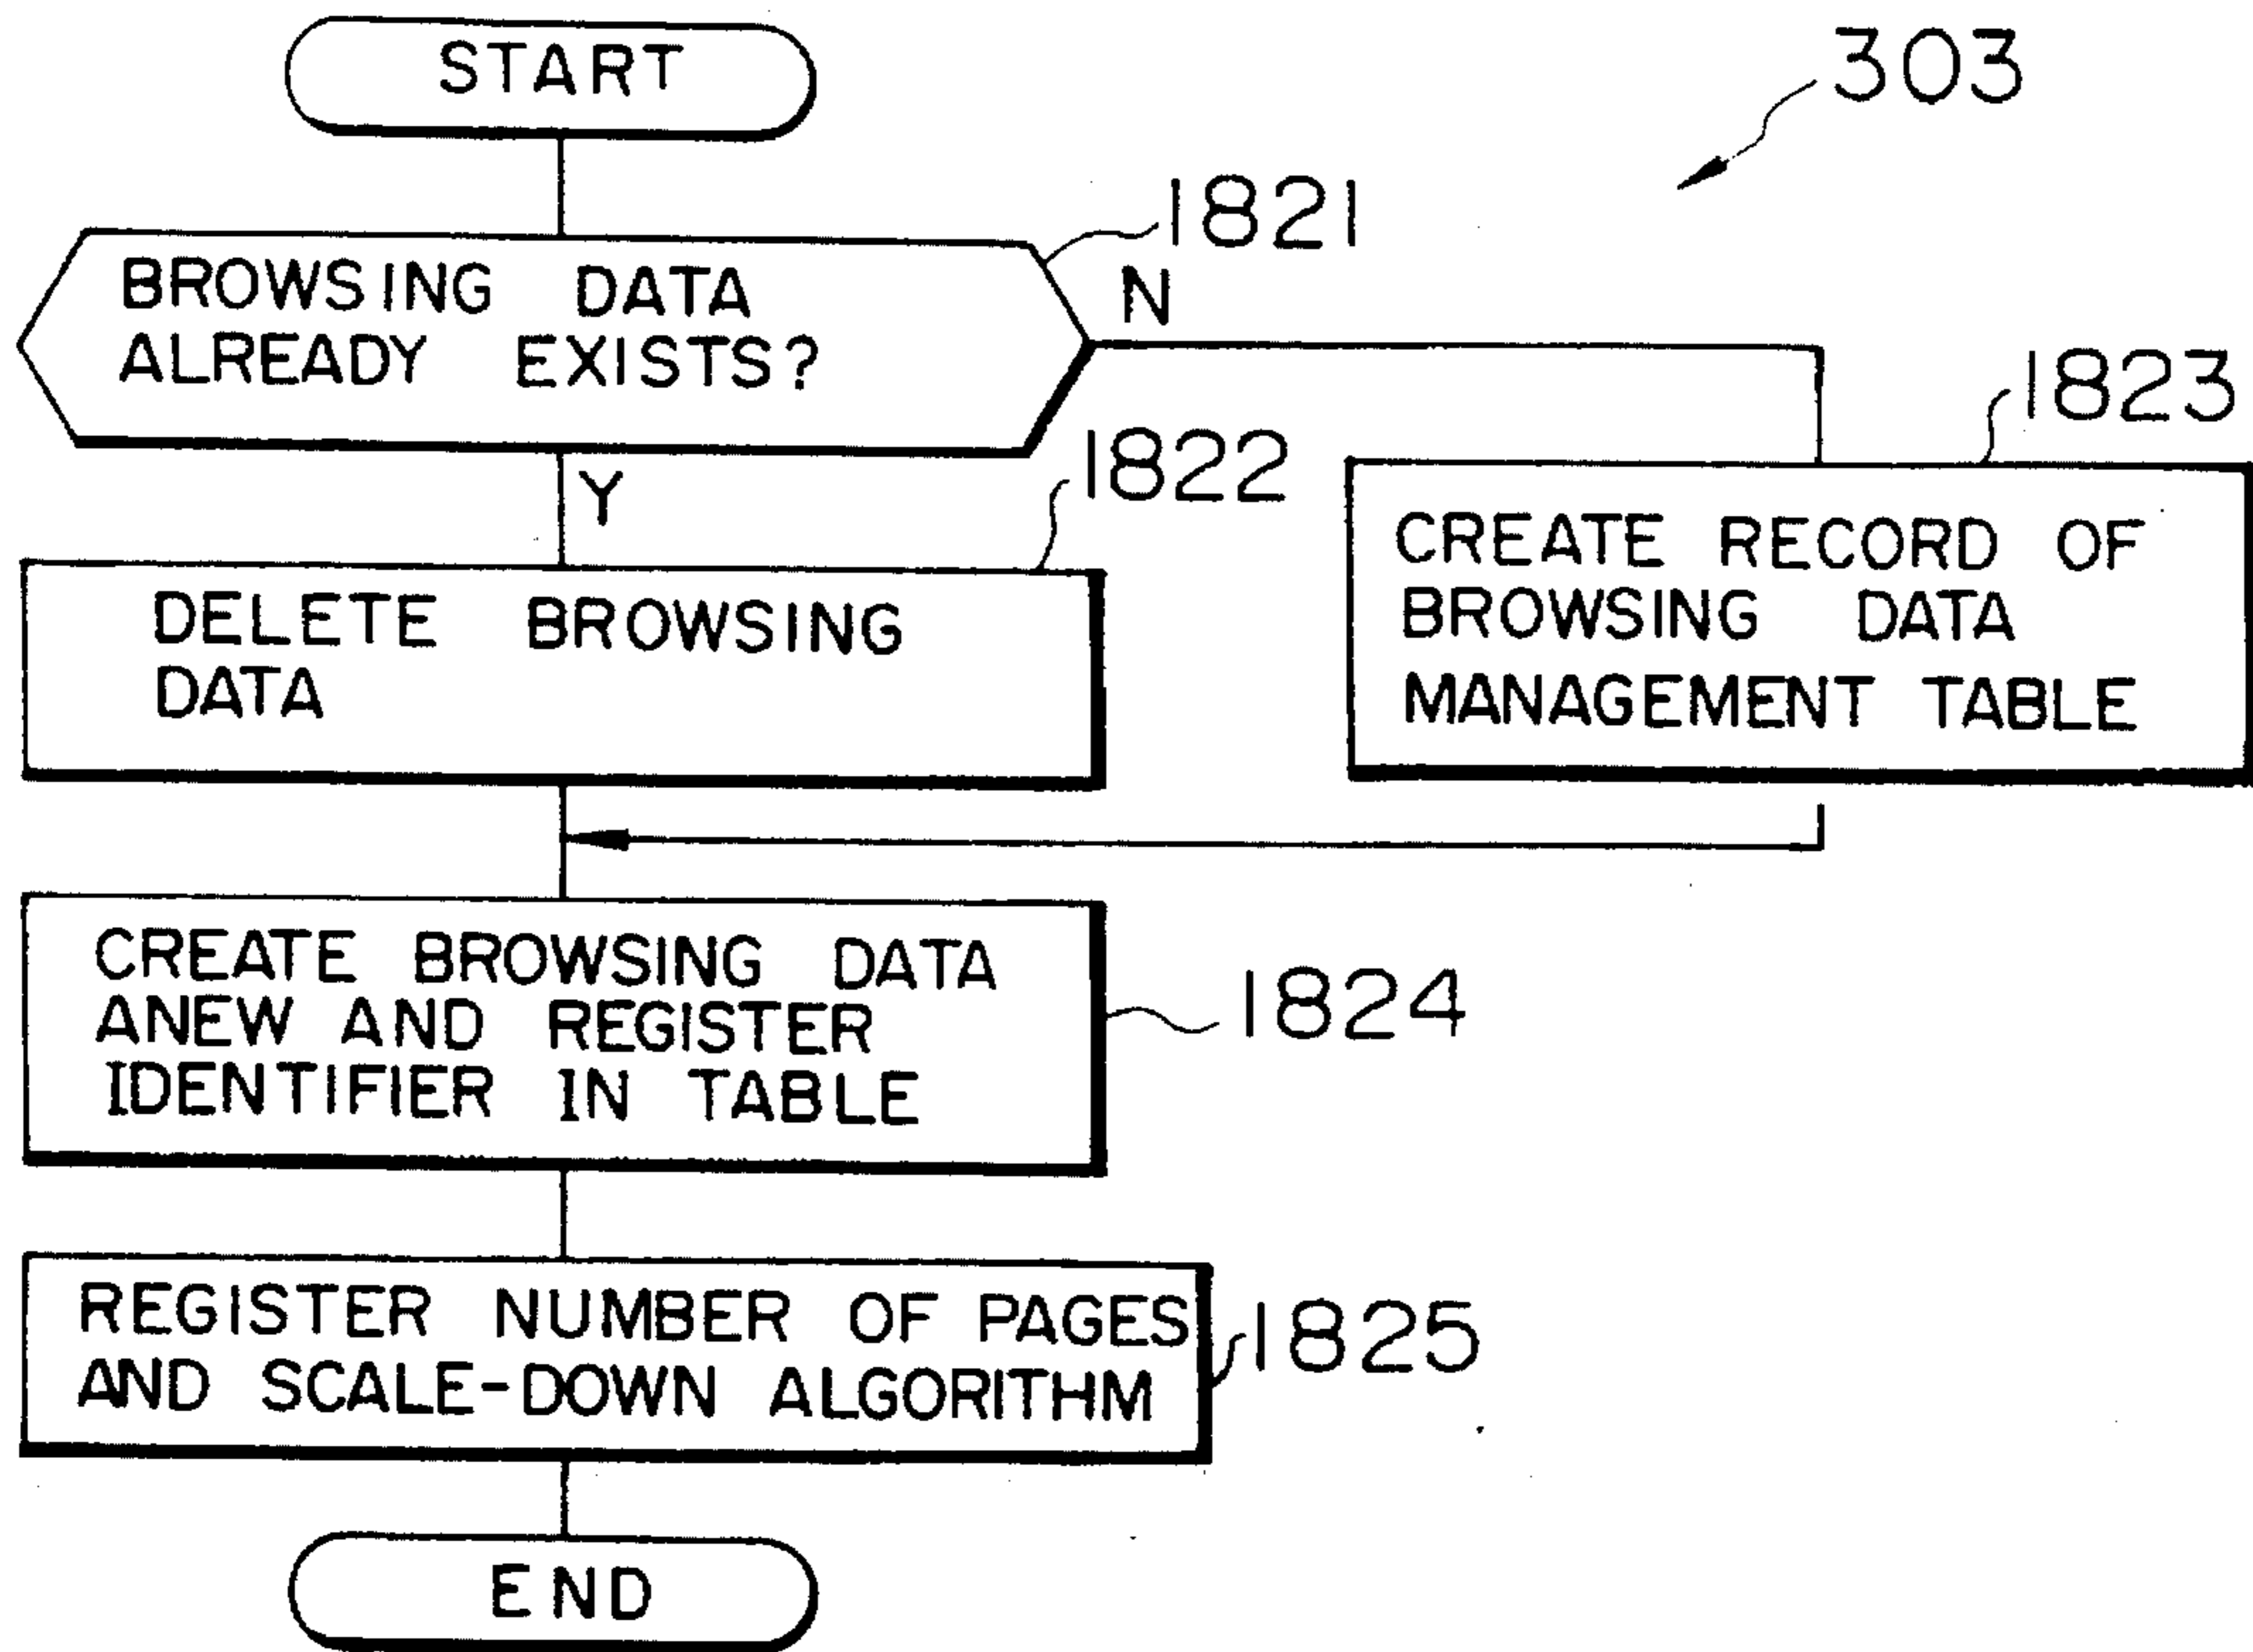 START
303
1821
BROWSING DATA
ALREADY EXISTS?
N
1823
Y
1822
CREATE RECORD OF
BROWSING DATA
MANAGEMENT TABLE
DELETE BROWSING
DATA
CREATE BROWSING DATA
ANEW AND REGISTER
IDENTIFIER IN TABLE
1824
REGISTER NUMBER OF PAGES
AND SCALE-DOWN ALGORITHM
1825
END